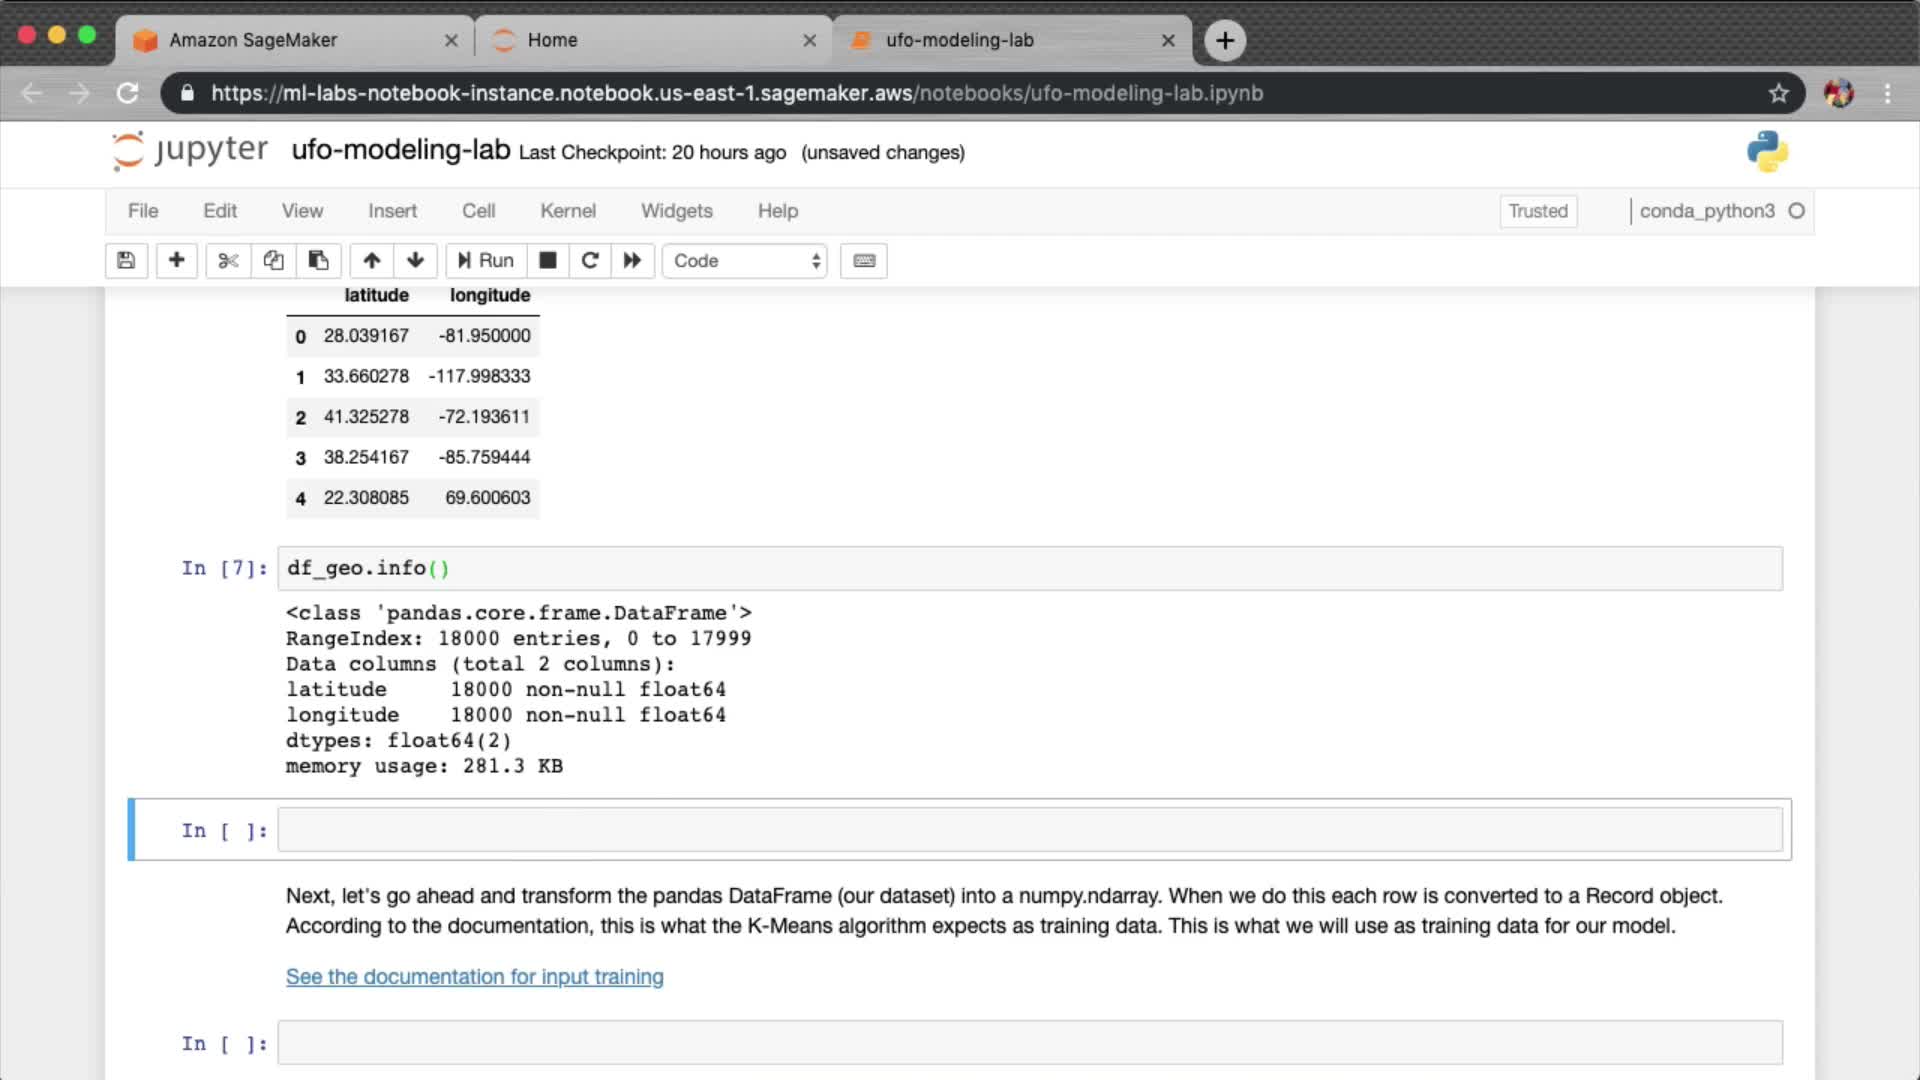 Amazon SageMaker
Home
ufo-modeling-lab
https://ml-labs-notebook-instance.notebook.us-east-1.sagemaker.aws/notebooks/ufo-modeling-lab.ipynb
jupyter ufo-modeling-lab Last Checkpoint: 20 hours ago (unsaved changes)
File Edit View Insert Cell Kernel Widgets Help Trusted conda_python3
Run Code
latitude longitude
0 28.039167 -81.950000
1 33.660278 -117.998333
2 41.325278 -72.193611
3 38.254167 -85.759444
4 22.308085 69.600603
In [7]: df_geo.info()
<class 'pandas.core.frame.DataFrame'>
RangeIndex: 18000 entries, 0 to 17999
Data columns (total 2 columns):
latitude 18000 non-null float64
longitude 18000 non-null float64
dtypes: float64(2)
memory usage: 281.3 KB
In [ ]:
Next, let's go ahead and transform the pandas DataFrame (our dataset) into a numpy.ndarray. When we do this each row is converted to a Record object.
According to the documentation, this is what the K-Means algorithm expects as training data. This is what we will use as training data for our model.
See the documentation for input training
In [ ]: